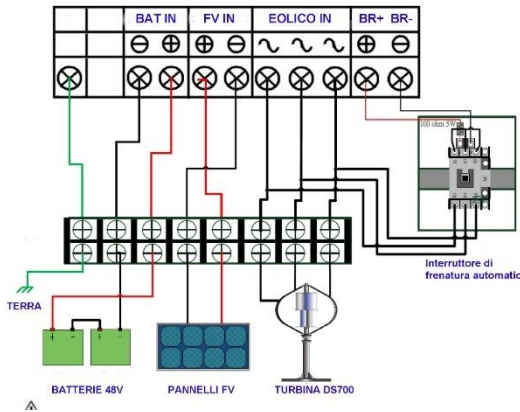 BAT IN FV IN EOLICO IN BR+ BR-
100 ohm 5W
Interruttore di
frenatura automatic
TERRA
+ - + -
BATTERIE 48V PANNELLI FV TURBINA DS700